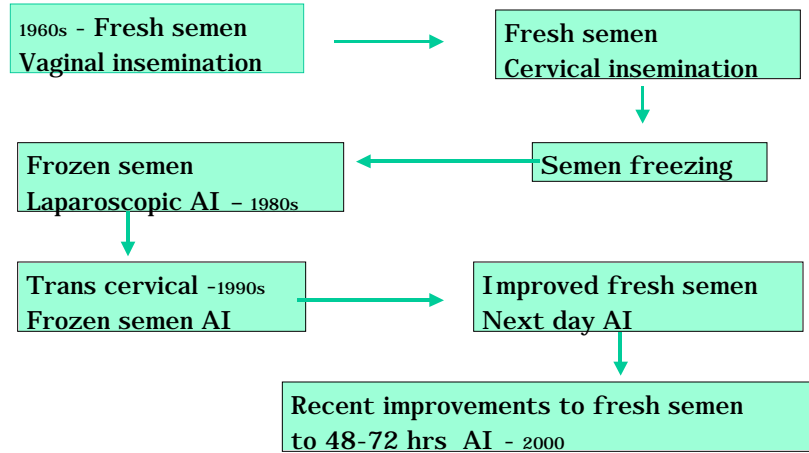 1960s - Fresh semen
Vaginal insemination
Fresh semen
Cervical insemination
Semen freezing
Frozen semen
Laparoscopic AI – 1980s
Trans cervical -1990s
Frozen semen AI
Improved fresh semen
Next day AI
Recent improvements to fresh semen
to 48-72 hrs AI - 2000